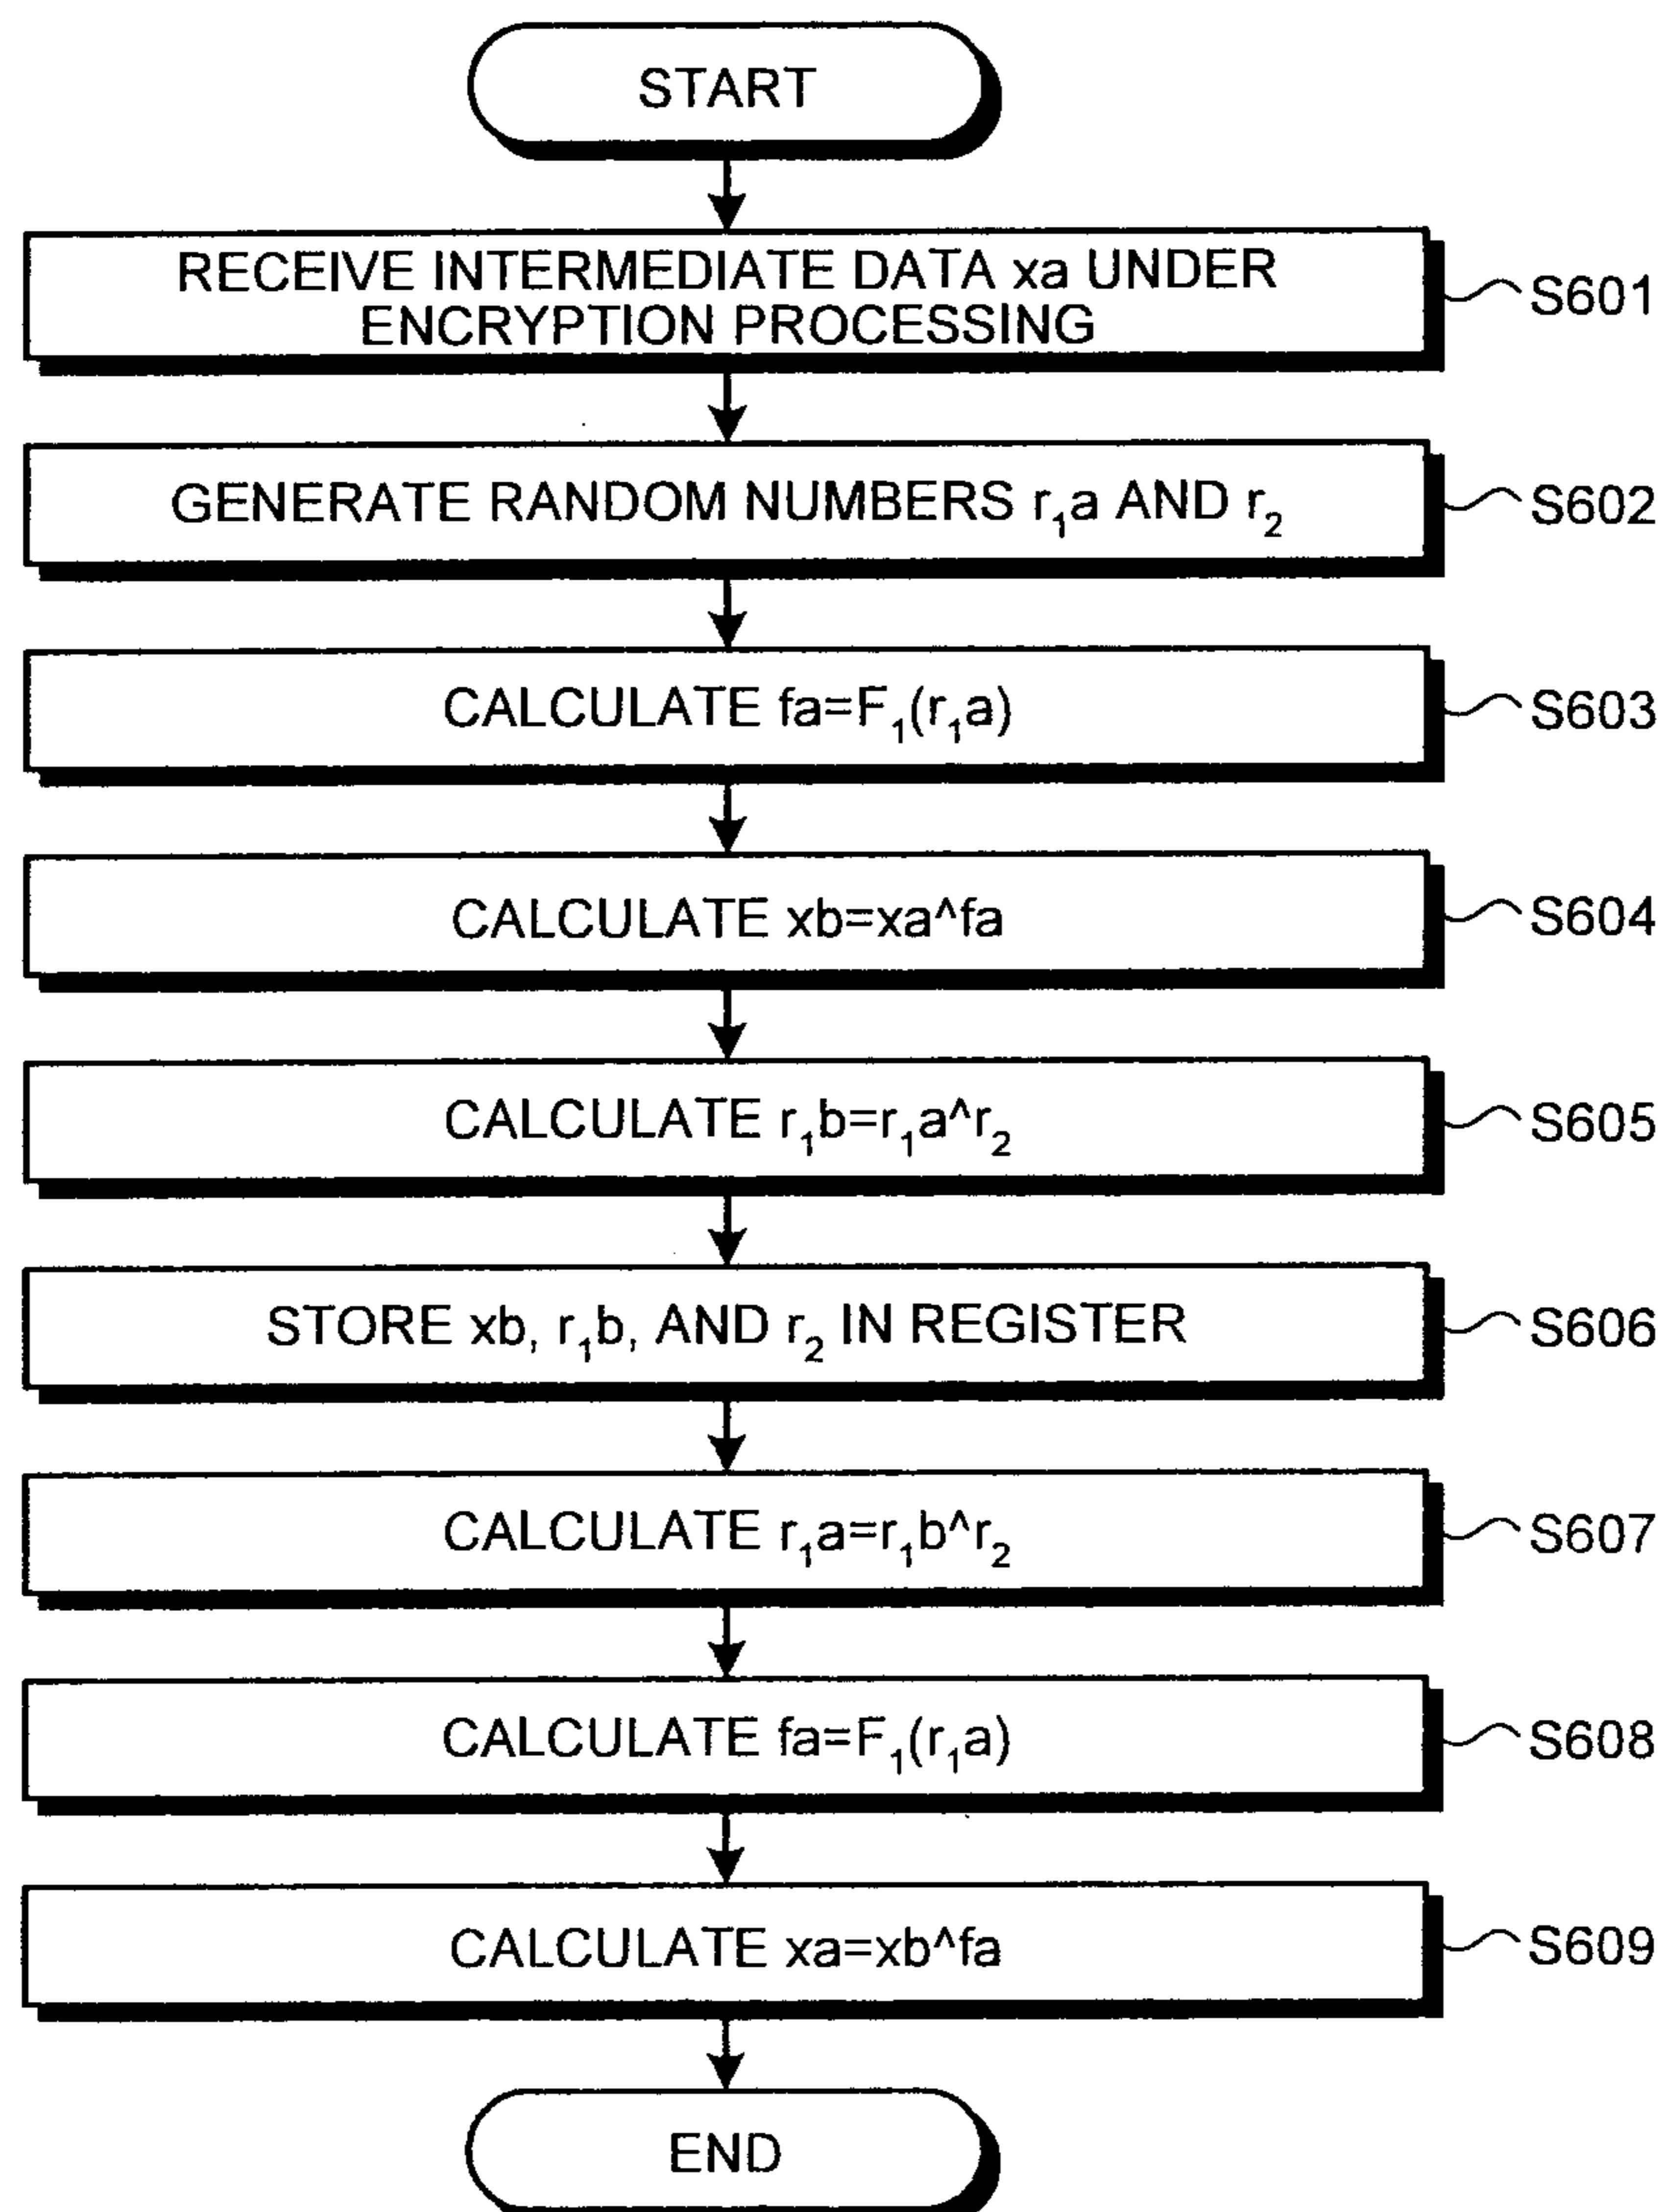 START
RECEIVE INTERMEDIATE DATA xa UNDER
ENCRYPTION PROCESSING
S601
GENERATE RANDOM NUMBERS r₁a AND r₂
S602
CALCULATE fa=F₁(r₁a)
S603
CALCULATE xb=xa^fa
S604
CALCULATE r₁b=r₁a^r₂
S605
STORE xb, r₁b, AND r₂ IN REGISTER
S606
CALCULATE r₁a=r₁b^r₂
S607
CALCULATE fa=F₁(r₁a)
S608
CALCULATE xa=xb^fa
S609
END